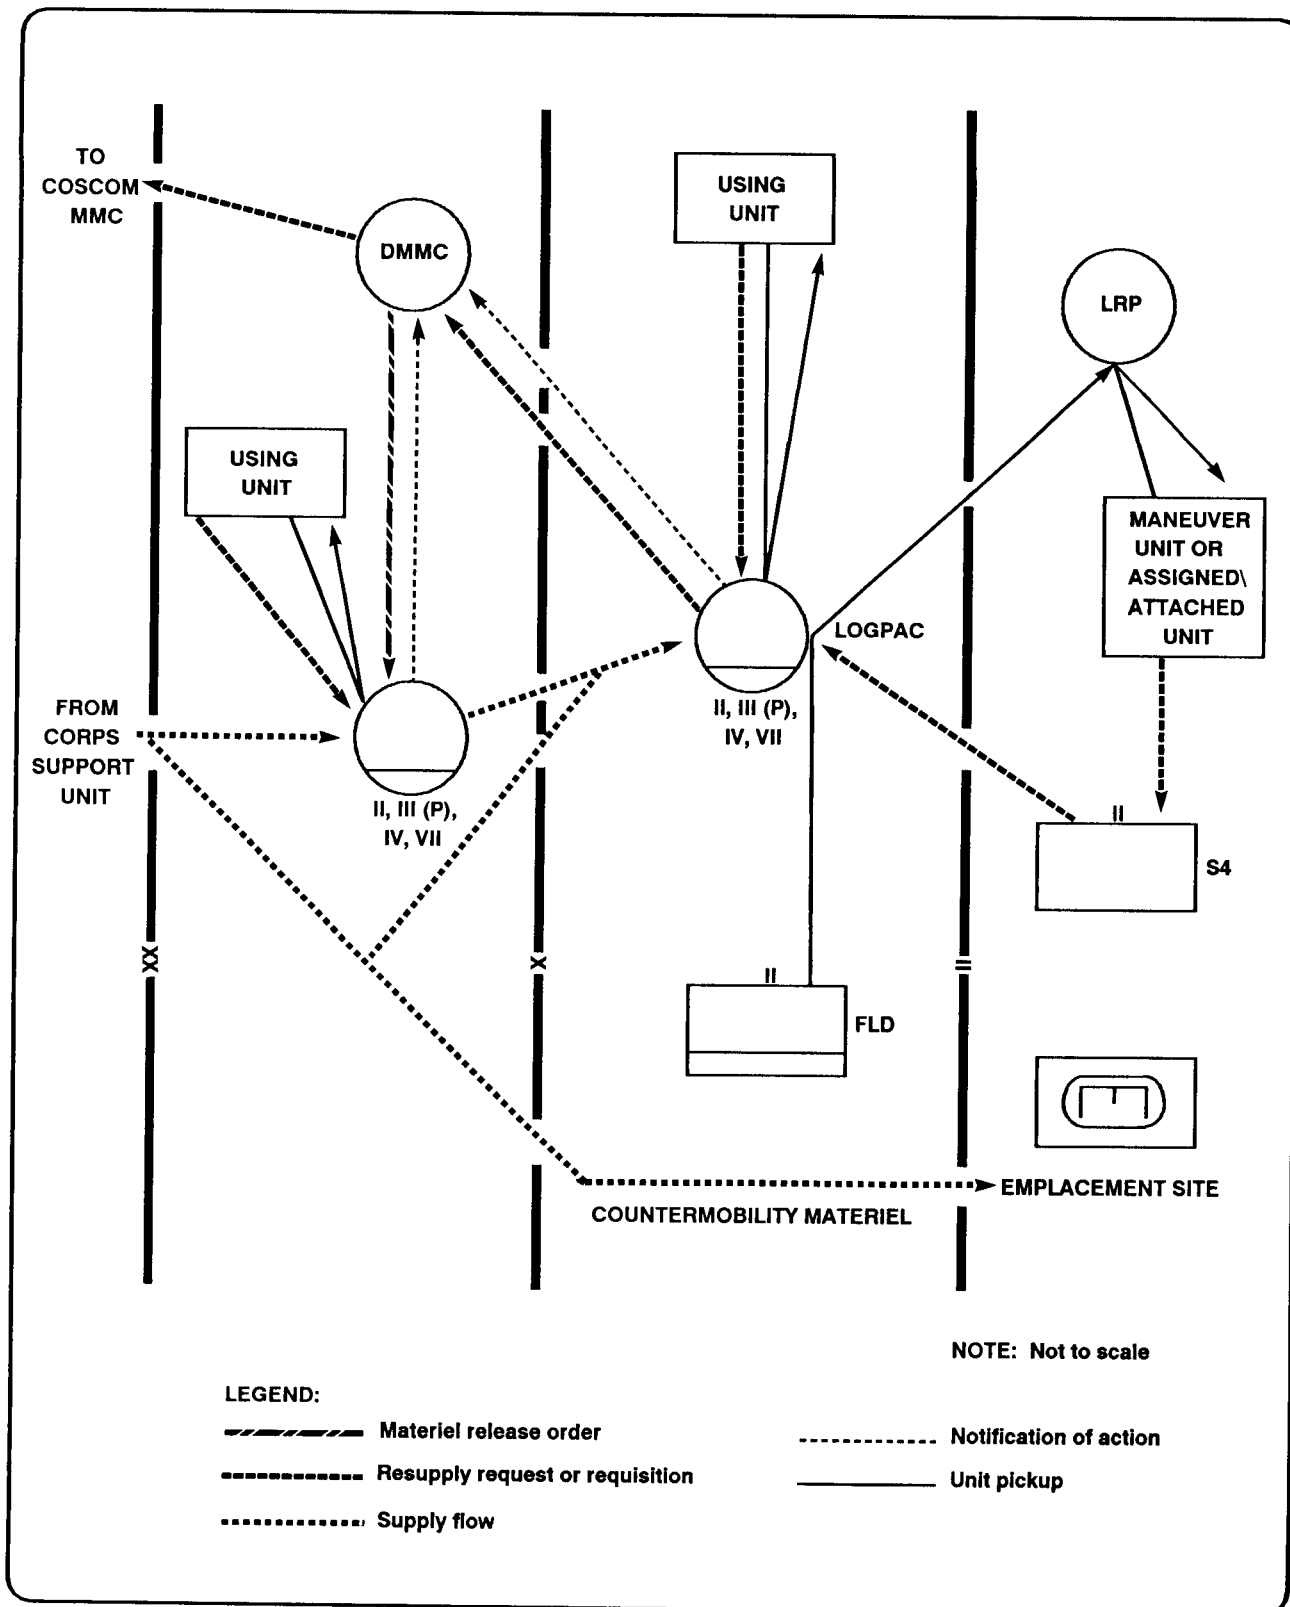 TO
COSCOM
MMC
DMMC
USING
UNIT
LRP
USING
UNIT
MANEUVER
UNIT OR
ASSIGNED\
ATTACHED
UNIT
LOGPAC
FROM
CORPS
SUPPORT
UNIT
II, III (P),
IV, VII
II, III (P),
IV, VII
II
S4
XX
X
II
II
FLD
EMPLACEMENT SITE
COUNTERMOBILITY MATERIEL
NOTE: Not to scale
LEGEND:
Materiel release order
Notification of action
Resupply request or requisition
Unit pickup
Supply flow